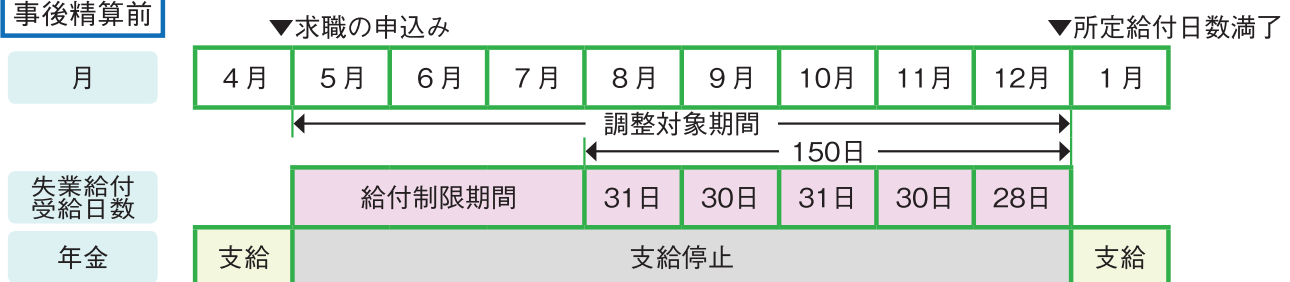 事後精算前
▼求職の申込み
▼所定給付日数満了
月
4月 5月 6月 7月 8月 9月 10月 11月 12月 1月
調整対象期間
150日
失業給付
受給日数
給付制限期間 31日 30日 31日 30日 28日
年金
支給 支給停止 支給